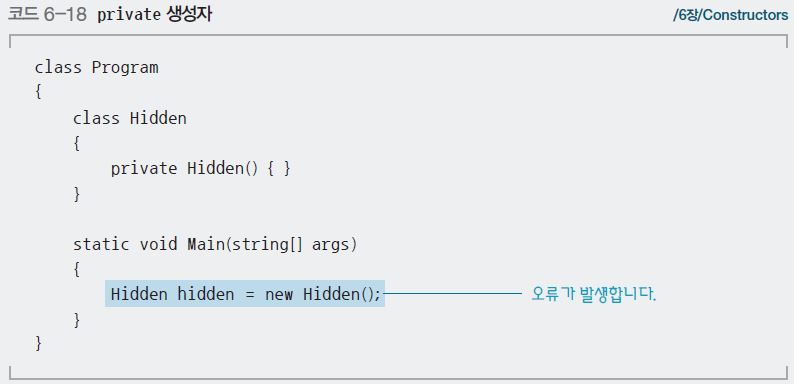 코드 6-18 private 생성자 /6장/Constructors
class Program
{
    class Hidden
    {
        private Hidden() { }
    }

    static void Main(string[] args)
    {
        Hidden hidden = new Hidden(); 오류가 발생합니다.
    }
}